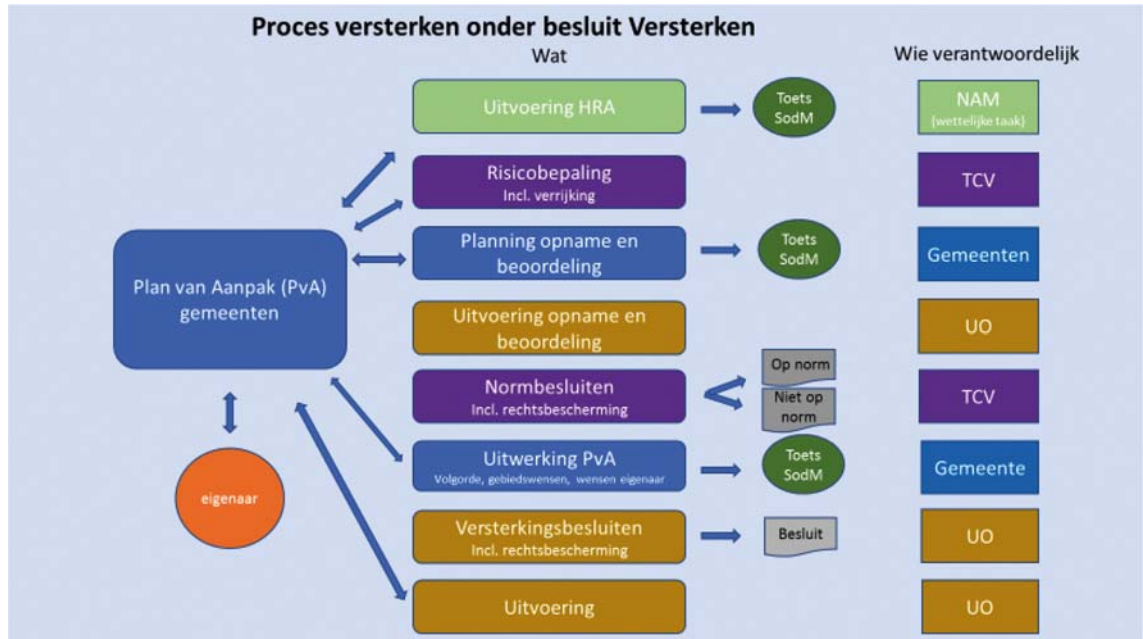 Proces versterken onder besluit Versterken
Wat
Wie verantwoordelijk
Uitvoering HRA
Toets
SodM
NAM
(wettelijke taak)
Risicobepaling
Incl. verrijking
TCV
Plan van Aanpak (PvA)
gemeenten
Planning opname en
beoordeling
Toets
SodM
Gemeenten
Uitvoering opname en
beoordeling
UO
Normbesluiten
Incl. rechtsbescherming
Op norm
Niet op
norm
TCV
eigenaar
Uitwerking PvA
Volgorde, gebiedswensen, wensen eigenaar
Toets
SodM
Gemeente
Versterkingsbesluiten
Incl. rechtsbescherming
Besluit
UO
Uitvoering
UO